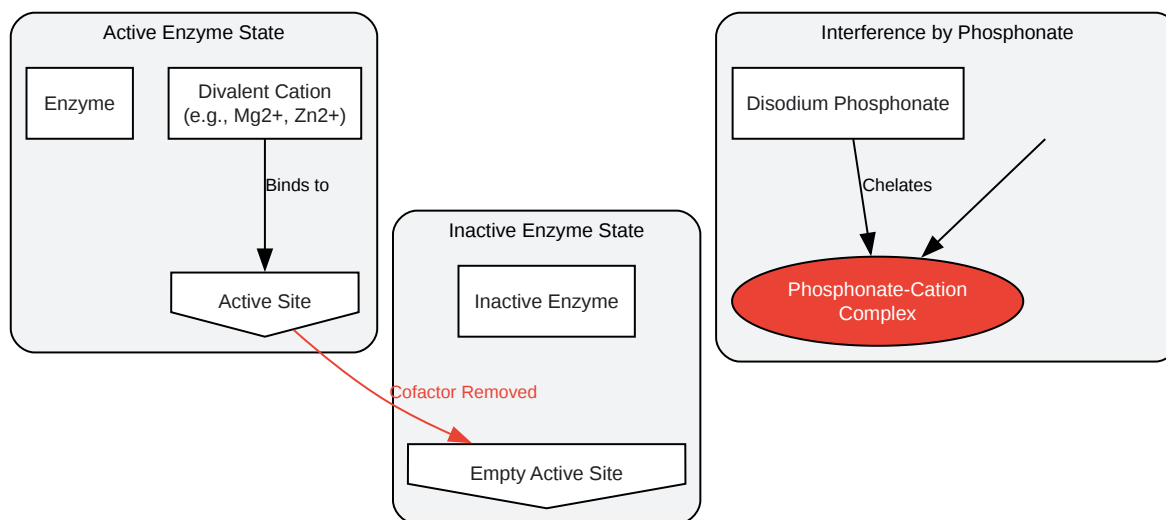 Active Enzyme State
Enzyme
Divalent Cation
(e.g., Mg2+, Zn2+)
Binds to
Active Site
Cofactor Removed
Inactive Enzyme State
Inactive Enzyme
Empty Active Site
Interference by Phosphonate
Disodium Phosphonate
Chelates
Phosphonate-Cation
Complex